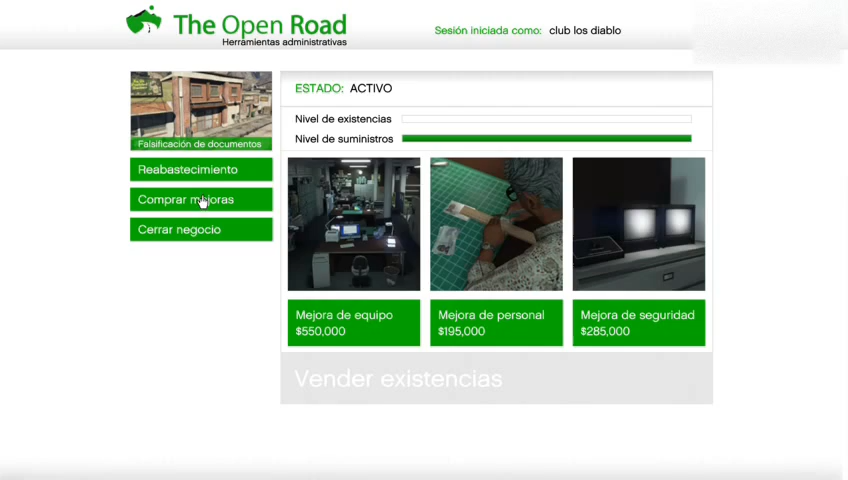 The Open Road
Herramientas administrativas
Sesión iniciada como: club los diablo
Falsificación de documentos
Reabastecimiento
Comprar mejoras
Cerrar negocio
ESTADO: ACTIVO
Nivel de existencias
Nivel de suministros
Mejora de equipo
$550,000
Mejora de personal
$195,000
Mejora de seguridad
$285,000
Vender existencias